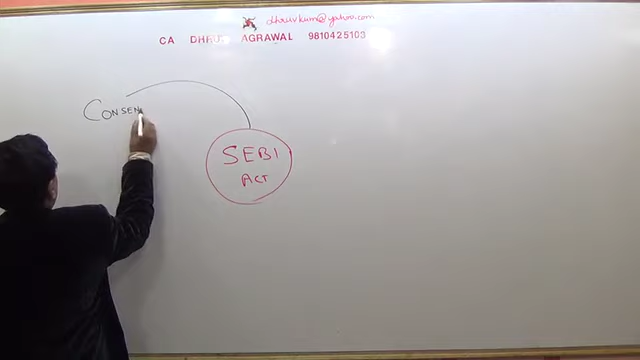 dhruvkum@yahoo.com
CA DHRUV AGRAWAL 9810425103
CONSEN
SEBI
ACT